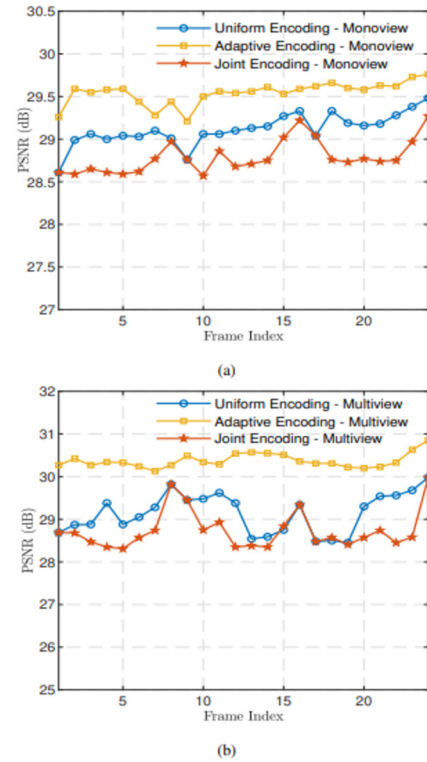 30.5
30
29.5
29
28.5
28
27.5
27
PSNR (dB)
Uniform Encoding - Monoview
Adaptive Encoding - Monoview
Joint Encoding - Monoview
5 10 15 20
Frame Index
(a)
32
31
30
29
28
27
26
25
PSNR (dB)
Uniform Encoding - Multiview
Adaptive Encoding - Multiview
Joint Encoding - Multiview
5 10 15 20
Frame Index
(b)